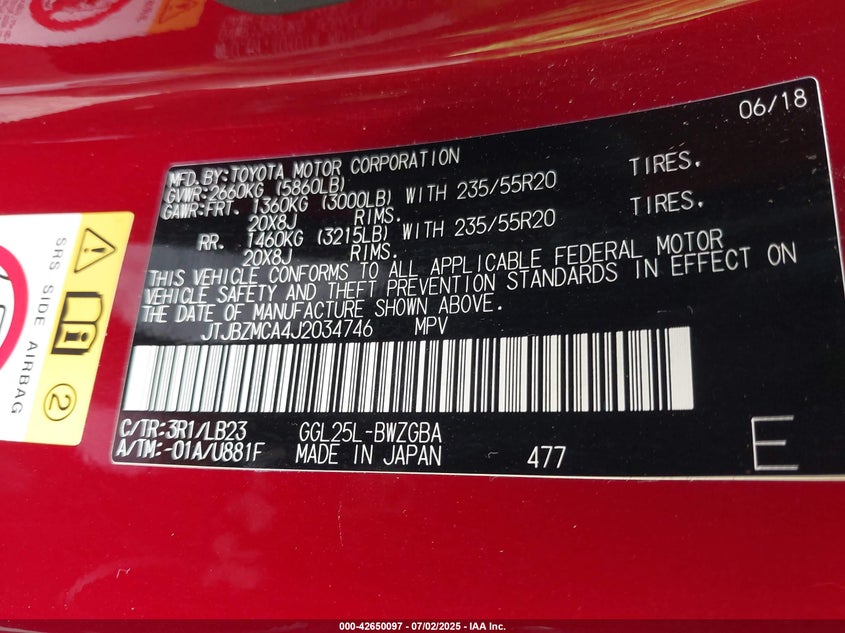 06/18
MFD. BY: TOYOTA MOTOR CORPORATION
GVWR: 2660KG (5860LB)
GAWR: FRT. 1360KG (3000LB) WITH 235/55R20 TIRES.
20X8J RIMS.
RR. 1460KG (3215LB) WITH 235/55R20 TIRES.
20X8J RIMS.
THIS VEHICLE CONFORMS TO ALL APPLICABLE FEDERAL MOTOR
VEHICLE SAFETY AND THEFT PREVENTION STANDARDS IN EFFECT ON
THE DATE OF MANUFACTURE SHOWN ABOVE.
JTJBZMCA4J2034746 MPV
C/TR: 3R1/LB23 GGL25L-BWZGBA
A/TM: -01A/U881F MADE IN JAPAN 477 E
SRS SIDE AIRBAG
2
000-42650097 - 07/02/2025 - IAA Inc.